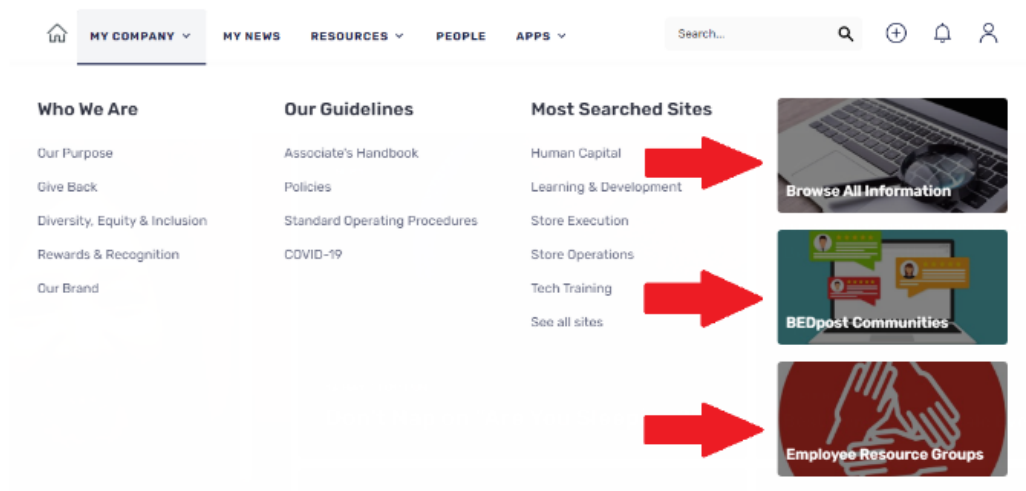 MY COMPANY
MY NEWS
RESOURCES
PEOPLE
APPS
Search...
Who We Are
Our Purpose
Give Back
Diversity, Equity & Inclusion
Rewards & Recognition
Our Brand
Our Guidelines
Associate's Handbook
Policies
Standard Operating Procedures
COVID-19
Most Searched Sites
Human Capital
Learning & Development
Store Execution
Store Operations
Tech Training
See all sites
Browse All Information
BEDpost Communities
Employee Resource Groups